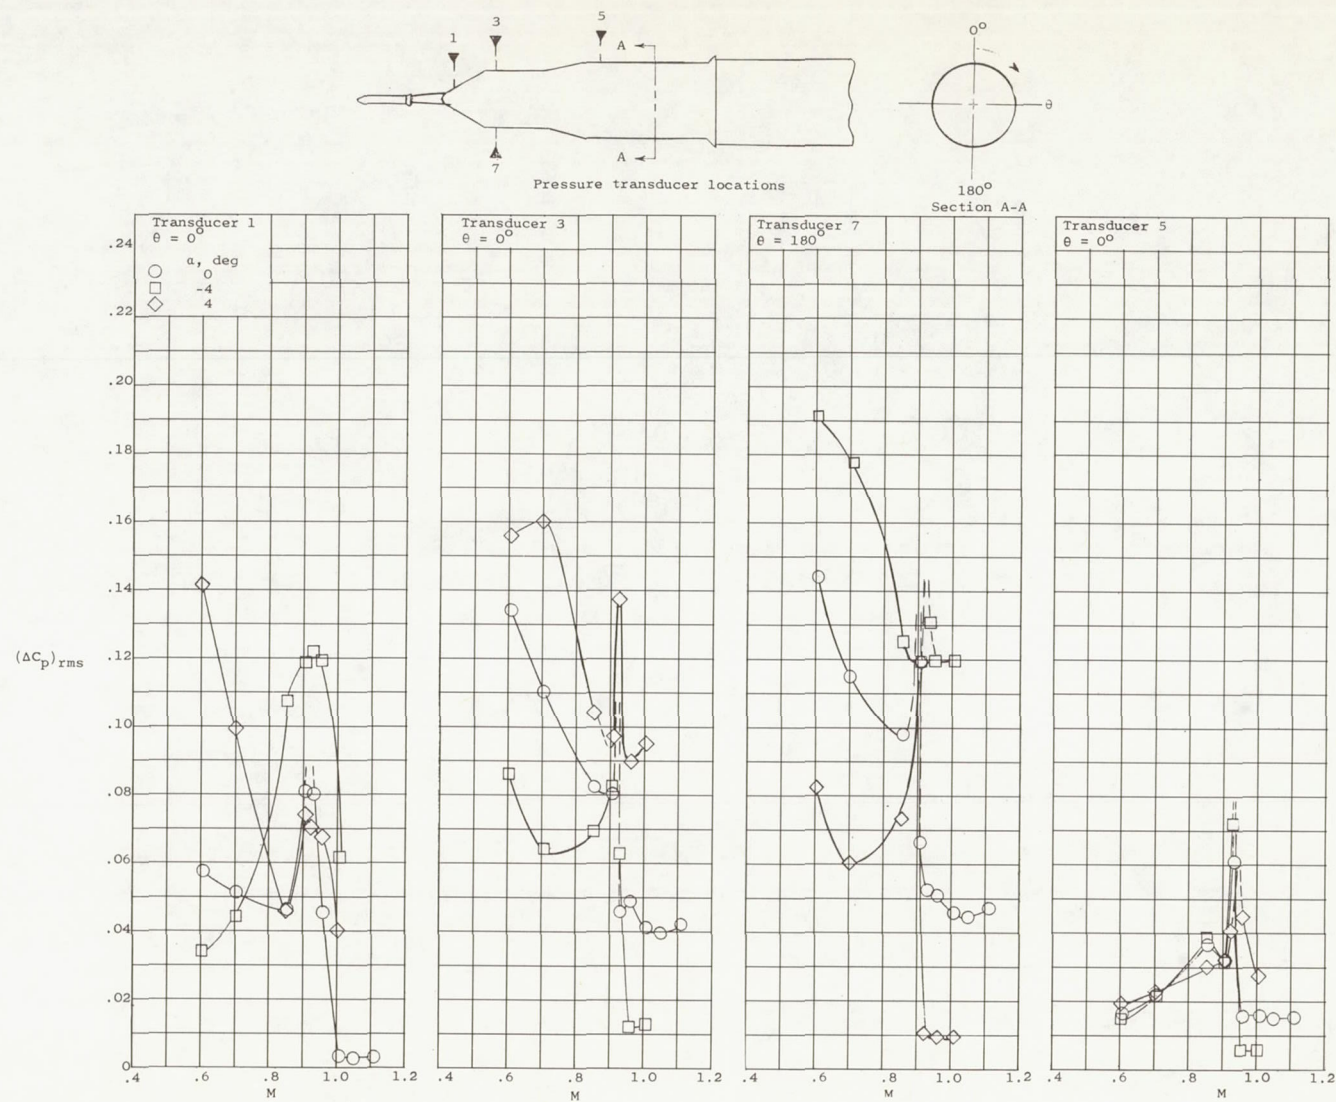 1
3
5
A
A
7
0°
θ
180°
Pressure transducer locations
Section A-A
Transducer 1
θ = 0°
α, deg
0
-4
4
Transducer 3
θ = 0°
Transducer 7
θ = 180°
Transducer 5
θ = 0°
.24
.22
.20
.18
.16
.14
(ΔCp)rms
.12
.10
.08
.06
.04
.02
0
.4 .6 .8 1.0 1.2
M
.4 .6 .8 1.0 1.2
M
.4 .6 .8 1.0 1.2
M
.4 .6 .8 1.0 1.2
M